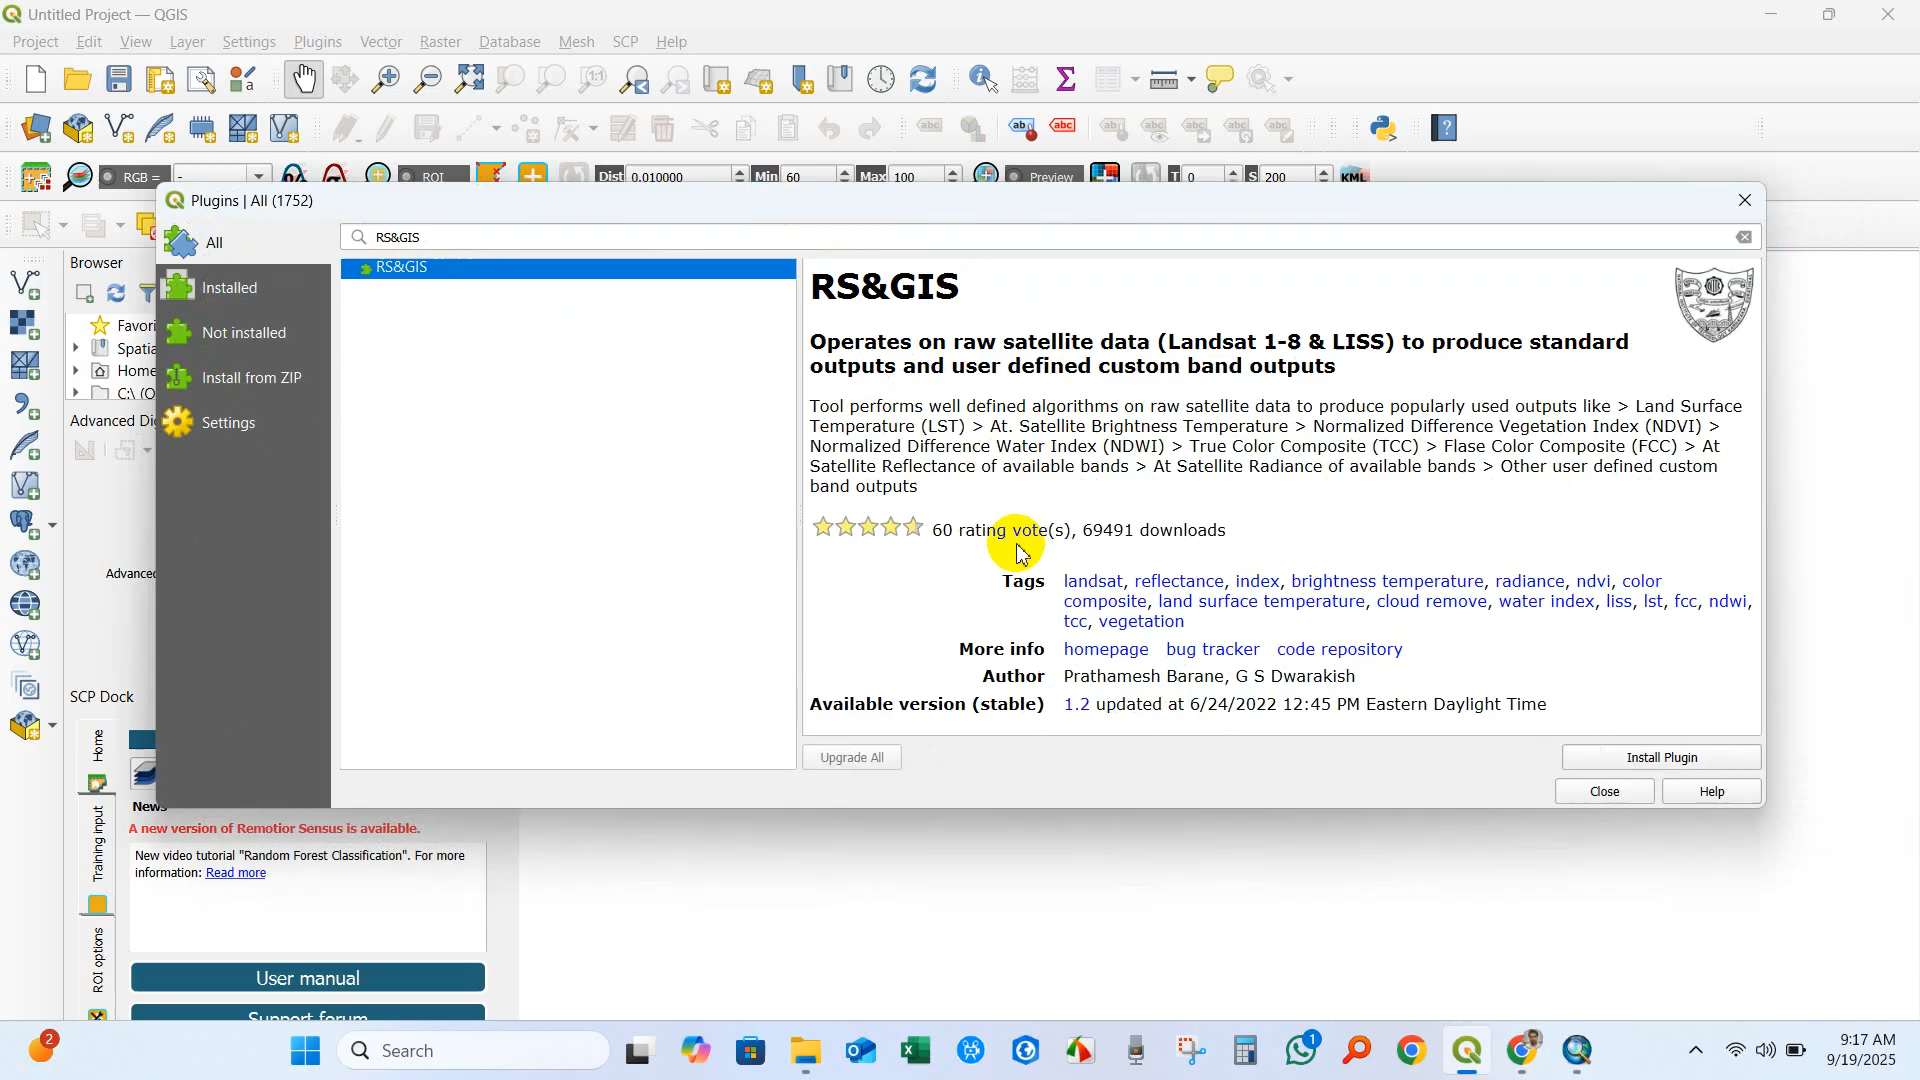 Untitled Project — QGIS
Project Edit View Layer Settings Plugins Vector Raster Database Mesh SCP Help
RGB = - ROI Dist 0.010000 Min 60 Max 100 Preview T 0 S 200 KML
Plugins | All (1752)
All
RS&GIS
Installed
Not installed
Install from ZIP
Settings
RS&GIS
RS&GIS
Operates on raw satellite data (Landsat 1-8 & LISS) to produce standard
outputs and user defined custom band outputs
Tool performs well defined algorithms on raw satellite data to produce popularly used outputs like > Land Surface
Temperature (LST) > At. Satellite Brightness Temperature > Normalized Difference Vegetation Index (NDVI) >
Normalized Difference Water Index (NDWI) > True Color Composite (TCC) > Flase Color Composite (FCC) > At
Satellite Reflectance of available bands > At Satellite Radiance of available bands > Other user defined custom
band outputs
60 rating vote(s), 69491 downloads
Tags landsat, reflectance, index, brightness temperature, radiance, ndvi, color
composite, land surface temperature, cloud remove, water index, liss, lst, fcc, ndwi,
tcc, vegetation
More info homepage bug tracker code repository
Author Prathamesh Barane, G S Dwarakish
Available version (stable) 1.2 updated at 6/24/2022 12:45 PM Eastern Daylight Time
Upgrade All
Install Plugin
Close
Help
Browser
Favori
Spatia
Home
C:\ (O
Advanced Dig
Advanced
SCP Dock
Home
Training input
ROI options
News
A new version of Remotior Sensus is available.
New video tutorial "Random Forest Classification". For more
information: Read more
User manual
Support forum
2
Search
1
9:17 AM
9/19/2025